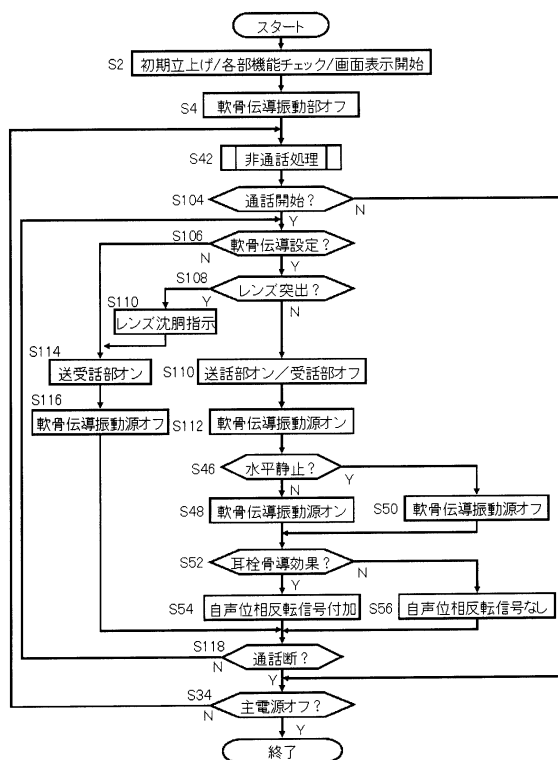 スタート
S2 初期立上げ/各部機能チェック/画面表示開始
S4 軟骨伝導振動部オフ
S42 非通話処理
S104 通話開始？ N
Y
S106 軟骨伝導設定？
N Y
S108 レンズ突出？
Y N
S110 レンズ沈胴指示
S114 送受話部オン
S110 送話部オン／受話部オフ
S116 軟骨伝導振動源オフ
S112 軟骨伝導振動源オン
S46 水平静止？ Y
N
S48 軟骨伝導振動源オン
S50 軟骨伝導振動源オフ
S52 耳栓骨導効果？ N
Y
S54 自声位相反転信号付加
S56 自声位相反転信号なし
S118 通話断？
N Y
S34 主電源オフ？
N Y
終了